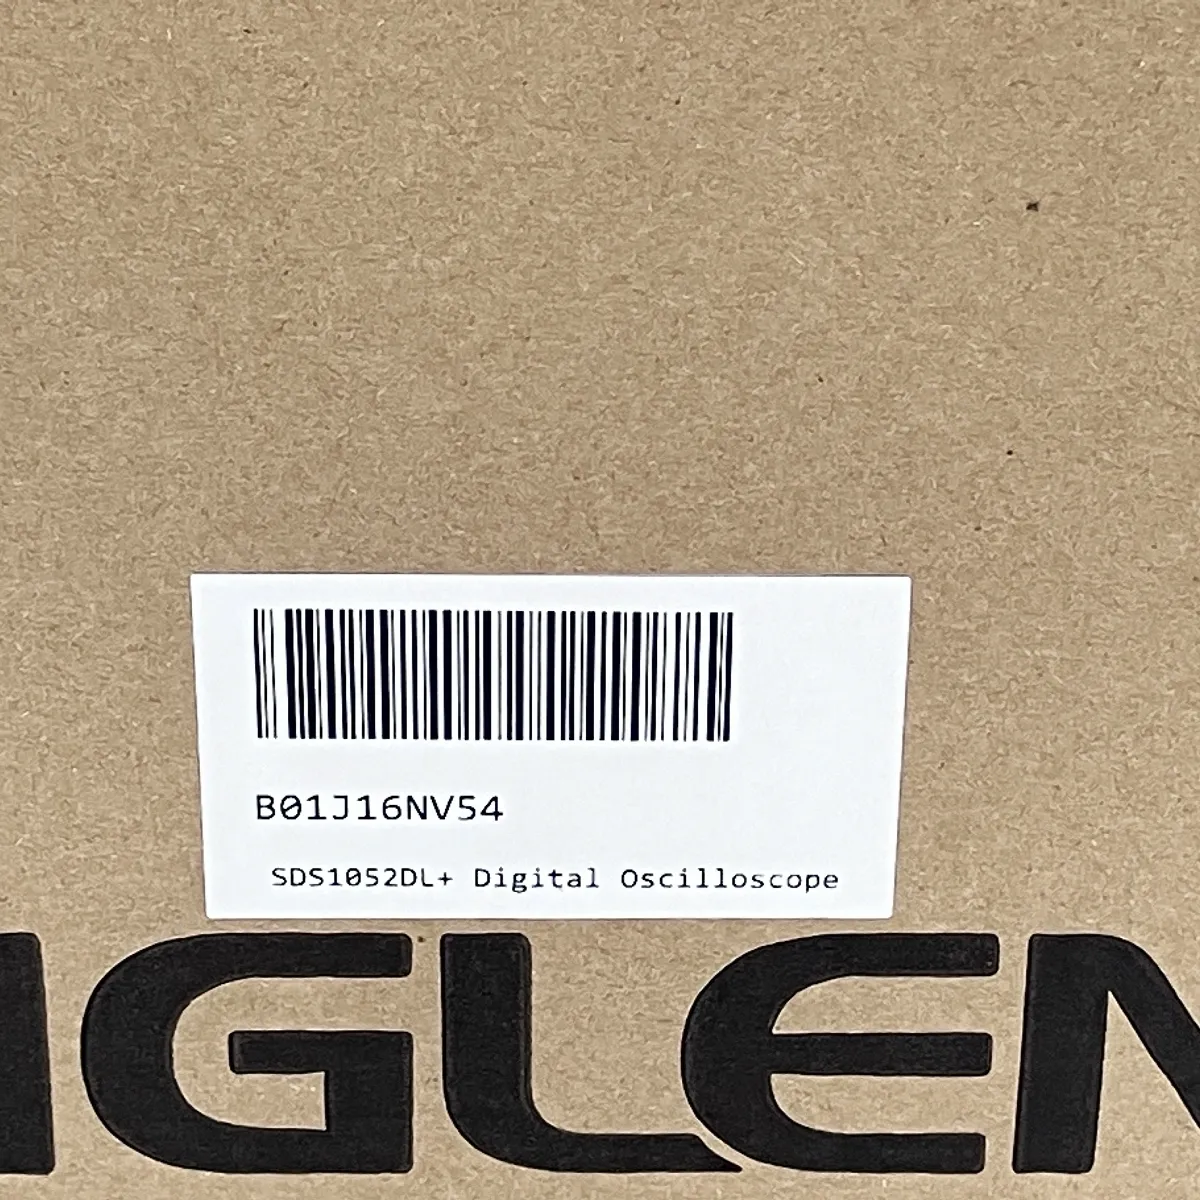 B01J16NV54
SDS1052DL+ Digital Oscilloscope
IGLEN